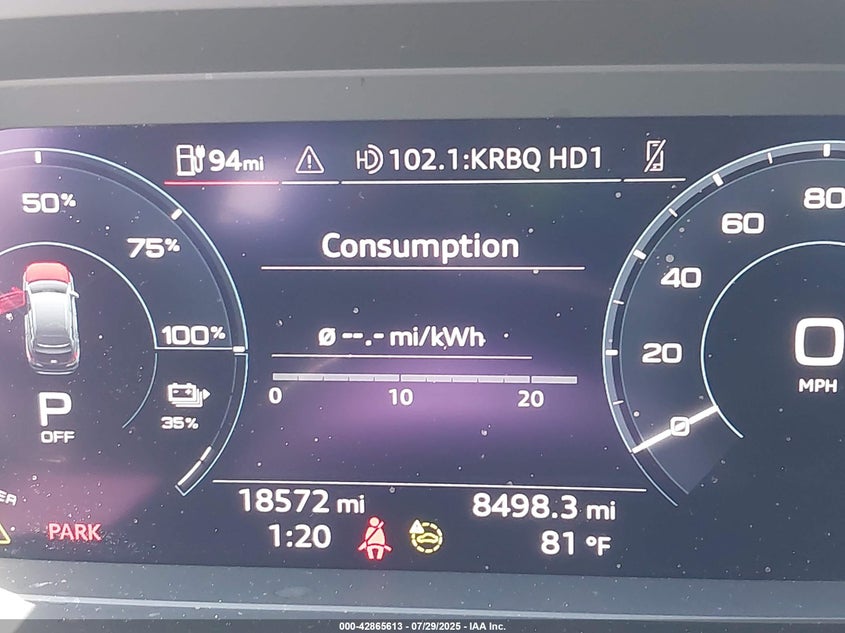 94mi
HD 102.1:KRBQ HD1
50%
75%
100%
35%
P
OFF
Consumption
ø --.- mi/kWh
0 10 20
80
60
40
20
0
0
MPH
18572 mi
8498.3 mi
1:20
81 °F
PARK
000-42865613 - 07/29/2025 - IAA Inc.